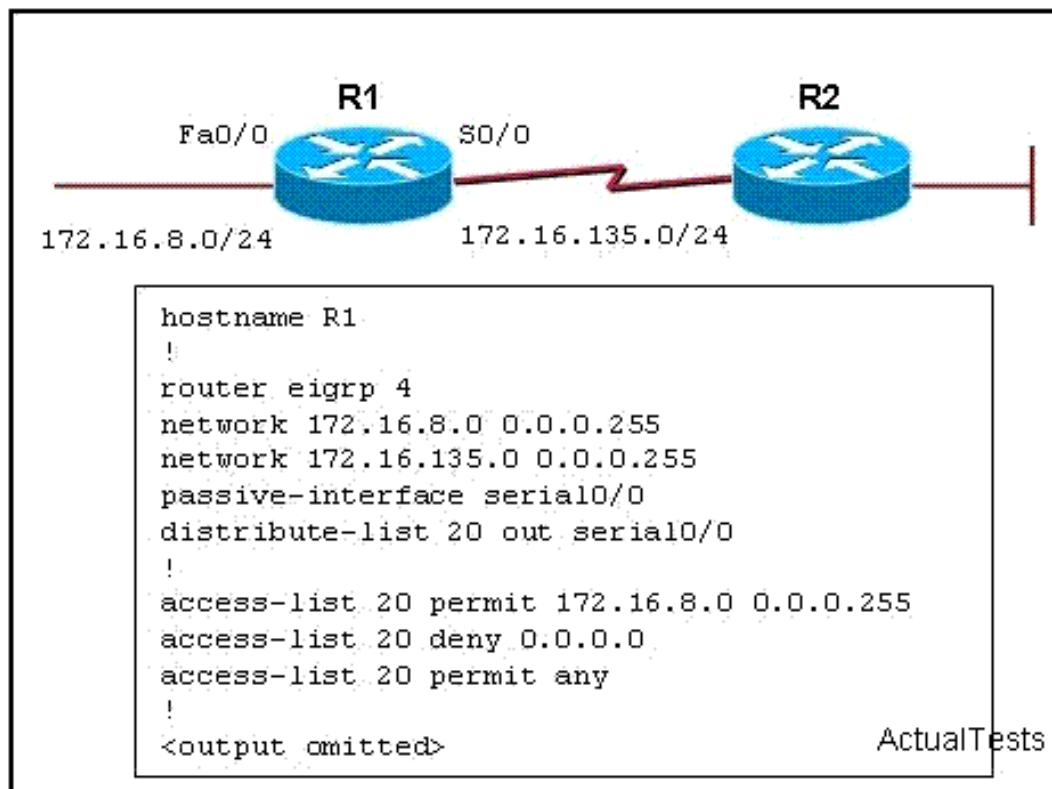 R1
R2
Fa0/0
S0/0
172.16.8.0/24
172.16.135.0/24
hostname R1
!
router eigrp 4
network 172.16.8.0 0.0.0.255
network 172.16.135.0 0.0.0.255
passive-interface serial0/0
distribute-list 20 out serial0/0
!
access-list 20 permit 172.16.8.0 0.0.0.255
access-list 20 deny 0.0.0.0
access-list 20 permit any
!
<output omitted>
ActualTests